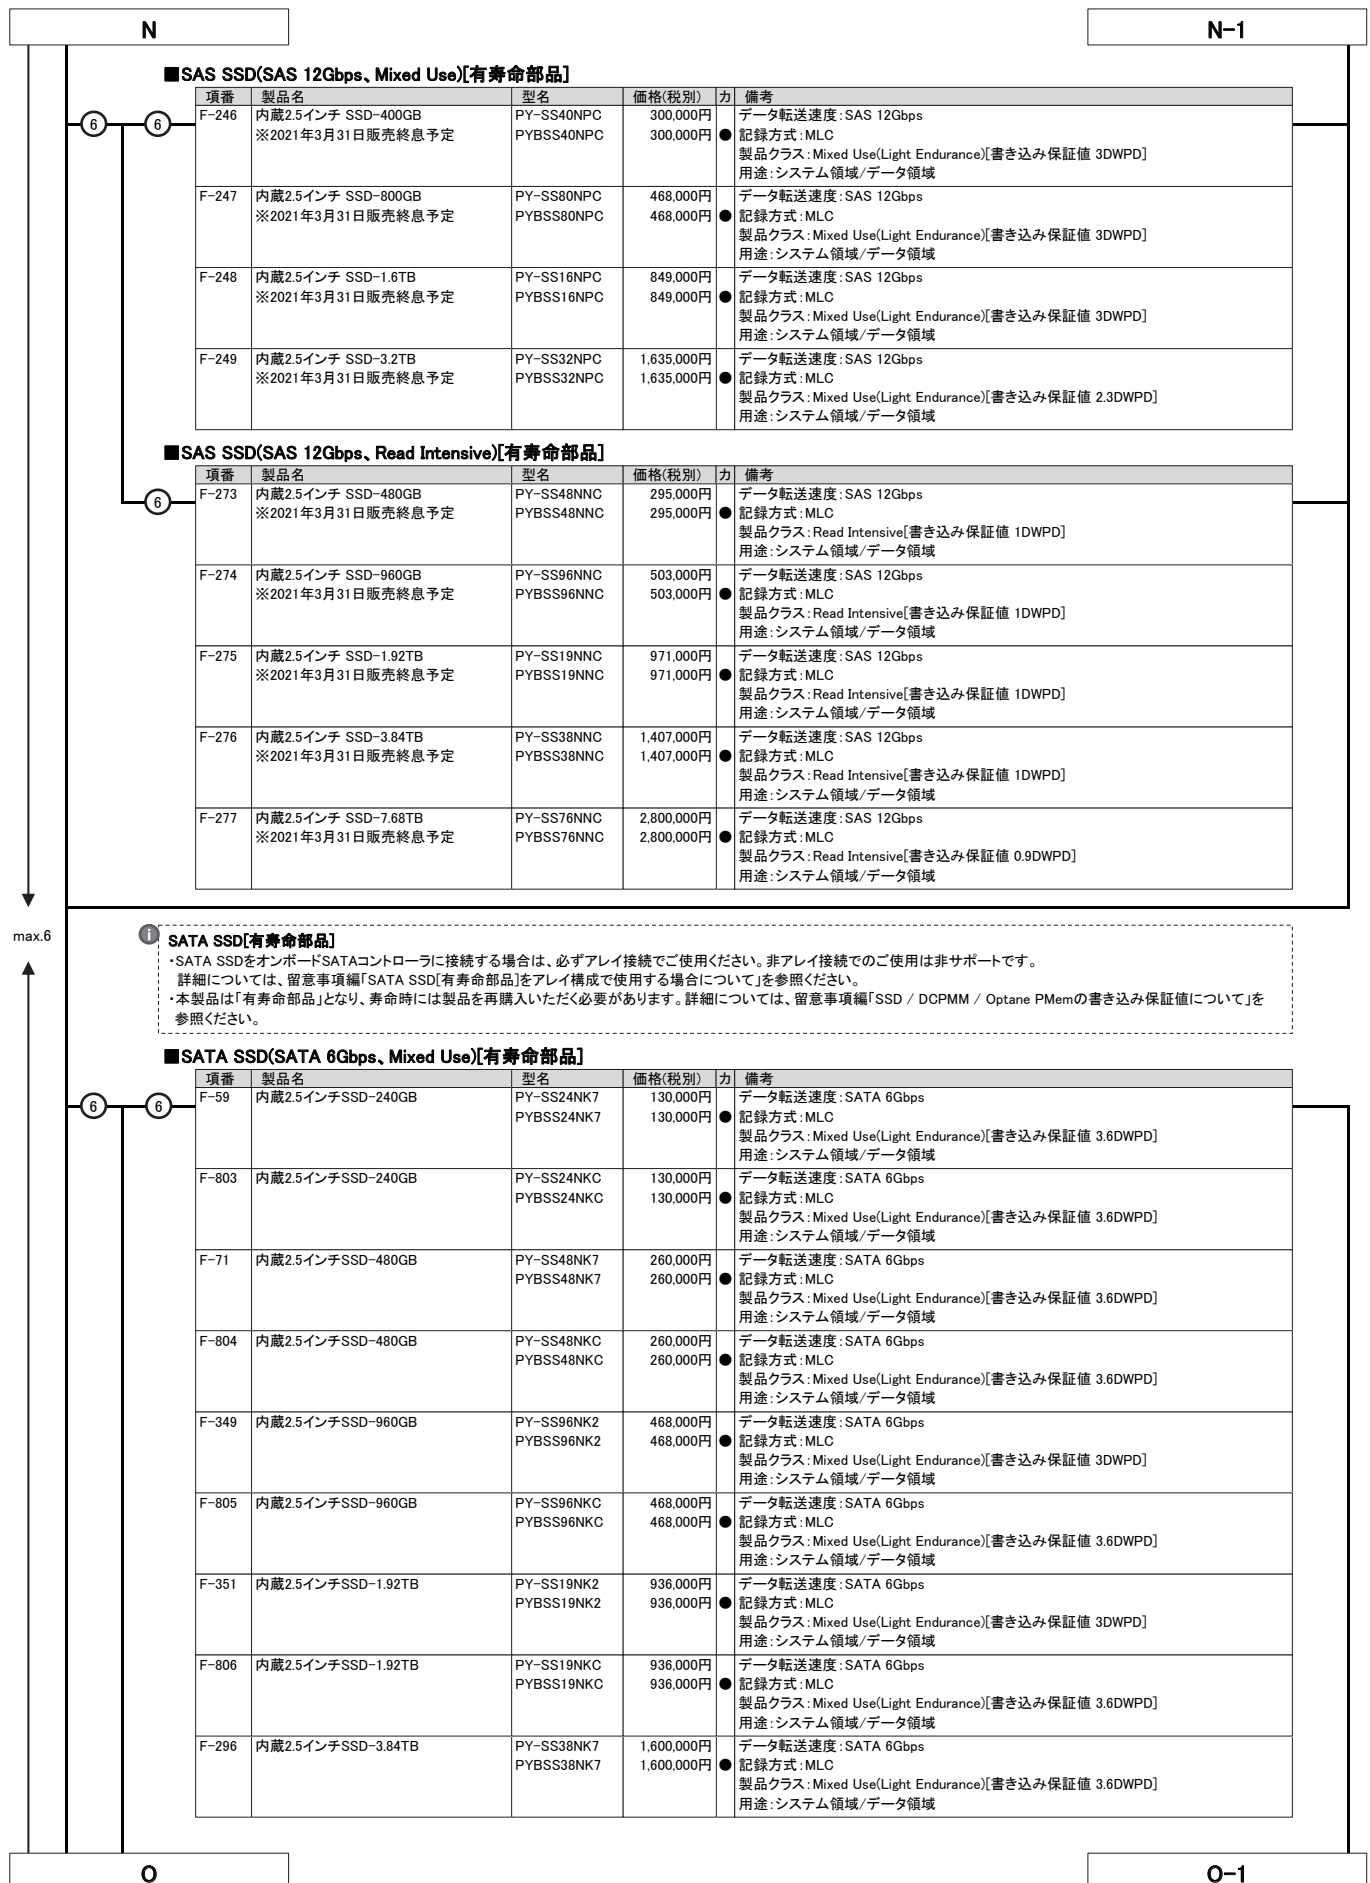 N
N-1
■SAS SSD(SAS 12Gbps、Mixed Use)[有寿命部品]
項番 製品名 型名 価格(税別) カ 備考
F-246 内蔵2.5インチ SSD-400GB PY-SS40NPC 300,000円 データ転送速度：SAS 12Gbps
※2021年3月31日販売終息予定 PYBSS40NPC 300,000円 ● 記録方式：MLC
製品クラス：Mixed Use(Light Endurance)[書き込み保証値 3DWPD]
用途：システム領域/データ領域
F-247 内蔵2.5インチ SSD-800GB PY-SS80NPC 468,000円 データ転送速度：SAS 12Gbps
※2021年3月31日販売終息予定 PYBSS80NPC 468,000円 ● 記録方式：MLC
製品クラス：Mixed Use(Light Endurance)[書き込み保証値 3DWPD]
用途：システム領域/データ領域
F-248 内蔵2.5インチ SSD-1.6TB PY-SS16NPC 849,000円 データ転送速度：SAS 12Gbps
※2021年3月31日販売終息予定 PYBSS16NPC 849,000円 ● 記録方式：MLC
製品クラス：Mixed Use(Light Endurance)[書き込み保証値 3DWPD]
用途：システム領域/データ領域
F-249 内蔵2.5インチ SSD-3.2TB PY-SS32NPC 1,635,000円 データ転送速度：SAS 12Gbps
※2021年3月31日販売終息予定 PYBSS32NPC 1,635,000円 ● 記録方式：MLC
製品クラス：Mixed Use(Light Endurance)[書き込み保証値 2.3DWPD]
用途：システム領域/データ領域
6 6
■SAS SSD(SAS 12Gbps、Read Intensive)[有寿命部品]
項番 製品名 型名 価格(税別) カ 備考
F-273 内蔵2.5インチ SSD-480GB PY-SS48NNC 295,000円 データ転送速度：SAS 12Gbps
※2021年3月31日販売終息予定 PYBSS48NNC 295,000円 ● 記録方式：MLC
製品クラス：Read Intensive[書き込み保証値 1DWPD]
用途：システム領域/データ領域
F-274 内蔵2.5インチ SSD-960GB PY-SS96NNC 503,000円 データ転送速度：SAS 12Gbps
※2021年3月31日販売終息予定 PYBSS96NNC 503,000円 ● 記録方式：MLC
製品クラス：Read Intensive[書き込み保証値 1DWPD]
用途：システム領域/データ領域
F-275 内蔵2.5インチ SSD-1.92TB PY-SS19NNC 971,000円 データ転送速度：SAS 12Gbps
※2021年3月31日販売終息予定 PYBSS19NNC 971,000円 ● 記録方式：MLC
製品クラス：Read Intensive[書き込み保証値 1DWPD]
用途：システム領域/データ領域
F-276 内蔵2.5インチ SSD-3.84TB PY-SS38NNC 1,407,000円 データ転送速度：SAS 12Gbps
※2021年3月31日販売終息予定 PYBSS38NNC 1,407,000円 ● 記録方式：MLC
製品クラス：Read Intensive[書き込み保証値 1DWPD]
用途：システム領域/データ領域
F-277 内蔵2.5インチ SSD-7.68TB PY-SS76NNC 2,800,000円 データ転送速度：SAS 12Gbps
※2021年3月31日販売終息予定 PYBSS76NNC 2,800,000円 ● 記録方式：MLC
製品クラス：Read Intensive[書き込み保証値 0.9DWPD]
用途：システム領域/データ領域
6
max.6
i SATA SSD[有寿命部品]
・SATA SSDをオンボードSATAコントローラに接続する場合は、必ずアレイ接続でご使用ください。非アレイ接続でのご使用は非サポートです。
詳細については、留意事項編「SATA SSD[有寿命部品]をアレイ構成で使用する場合について」を参照ください。
・本製品は「有寿命部品」となり、寿命時には製品を再購入いただく必要があります。詳細については、留意事項編「SSD / DCPMM / Optane PMemの書き込み保証値について」を
参照ください。
■SATA SSD(SATA 6Gbps、Mixed Use)[有寿命部品]
項番 製品名 型名 価格(税別) カ 備考
F-59 内蔵2.5インチSSD-240GB PY-SS24NK7 130,000円 データ転送速度：SATA 6Gbps
PYBSS24NK7 130,000円 ● 記録方式：MLC
製品クラス：Mixed Use(Light Endurance)[書き込み保証値 3.6DWPD]
用途：システム領域/データ領域
F-803 内蔵2.5インチSSD-240GB PY-SS24NKC 130,000円 データ転送速度：SATA 6Gbps
PYBSS24NKC 130,000円 ● 記録方式：MLC
製品クラス：Mixed Use(Light Endurance)[書き込み保証値 3.6DWPD]
用途：システム領域/データ領域
F-71 内蔵2.5インチSSD-480GB PY-SS48NK7 260,000円 データ転送速度：SATA 6Gbps
PYBSS48NK7 260,000円 ● 記録方式：MLC
製品クラス：Mixed Use(Light Endurance)[書き込み保証値 3.6DWPD]
用途：システム領域/データ領域
F-804 内蔵2.5インチSSD-480GB PY-SS48NKC 260,000円 データ転送速度：SATA 6Gbps
PYBSS48NKC 260,000円 ● 記録方式：MLC
製品クラス：Mixed Use(Light Endurance)[書き込み保証値 3.6DWPD]
用途：システム領域/データ領域
F-349 内蔵2.5インチSSD-960GB PY-SS96NK2 468,000円 データ転送速度：SATA 6Gbps
PYBSS96NK2 468,000円 ● 記録方式：MLC
製品クラス：Mixed Use(Light Endurance)[書き込み保証値 3DWPD]
用途：システム領域/データ領域
F-805 内蔵2.5インチSSD-960GB PY-SS96NKC 468,000円 データ転送速度：SATA 6Gbps
PYBSS96NKC 468,000円 ● 記録方式：MLC
製品クラス：Mixed Use(Light Endurance)[書き込み保証値 3.6DWPD]
用途：システム領域/データ領域
F-351 内蔵2.5インチSSD-1.92TB PY-SS19NK2 936,000円 データ転送速度：SATA 6Gbps
PYBSS19NK2 936,000円 ● 記録方式：MLC
製品クラス：Mixed Use(Light Endurance)[書き込み保証値 3DWPD]
用途：システム領域/データ領域
F-806 内蔵2.5インチSSD-1.92TB PY-SS19NKC 936,000円 データ転送速度：SATA 6Gbps
PYBSS19NKC 936,000円 ● 記録方式：MLC
製品クラス：Mixed Use(Light Endurance)[書き込み保証値 3.6DWPD]
用途：システム領域/データ領域
F-296 内蔵2.5インチSSD-3.84TB PY-SS38NK7 1,600,000円 データ転送速度：SATA 6Gbps
PYBSS38NK7 1,600,000円 ● 記録方式：MLC
製品クラス：Mixed Use(Light Endurance)[書き込み保証値 3.6DWPD]
用途：システム領域/データ領域
6 6
O
O-1